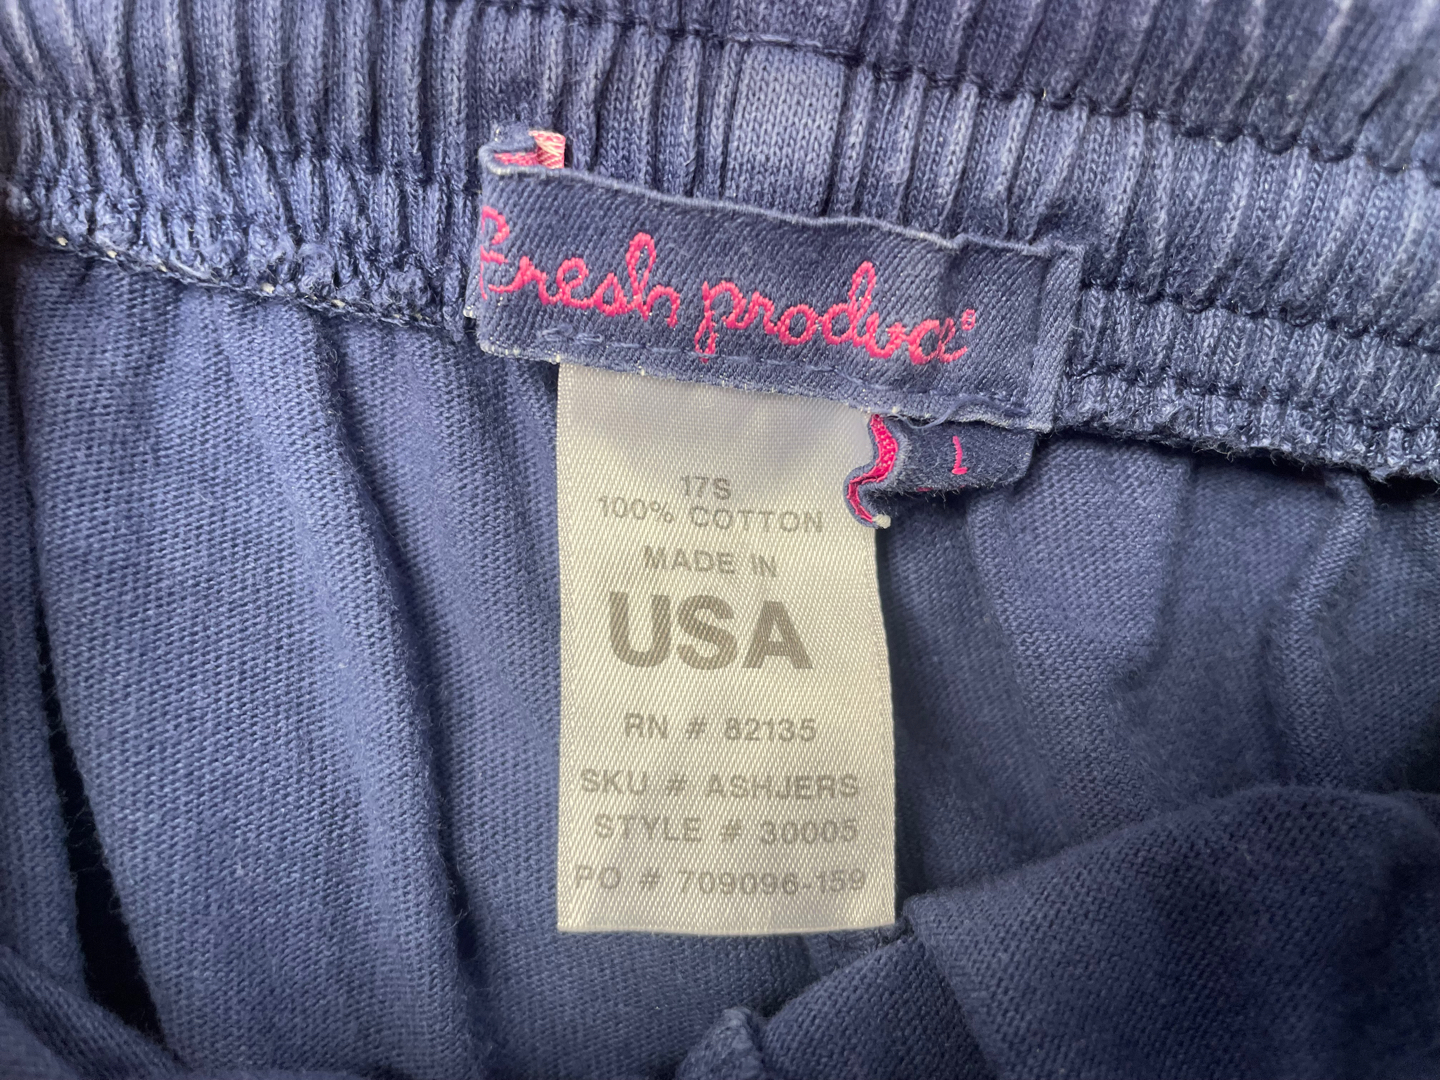 Fresh produce®
L
17S
100% COTTON
MADE IN
USA
RN # 82135
SKU # ASHJERS
STYLE # 30005
PO # 709096-159